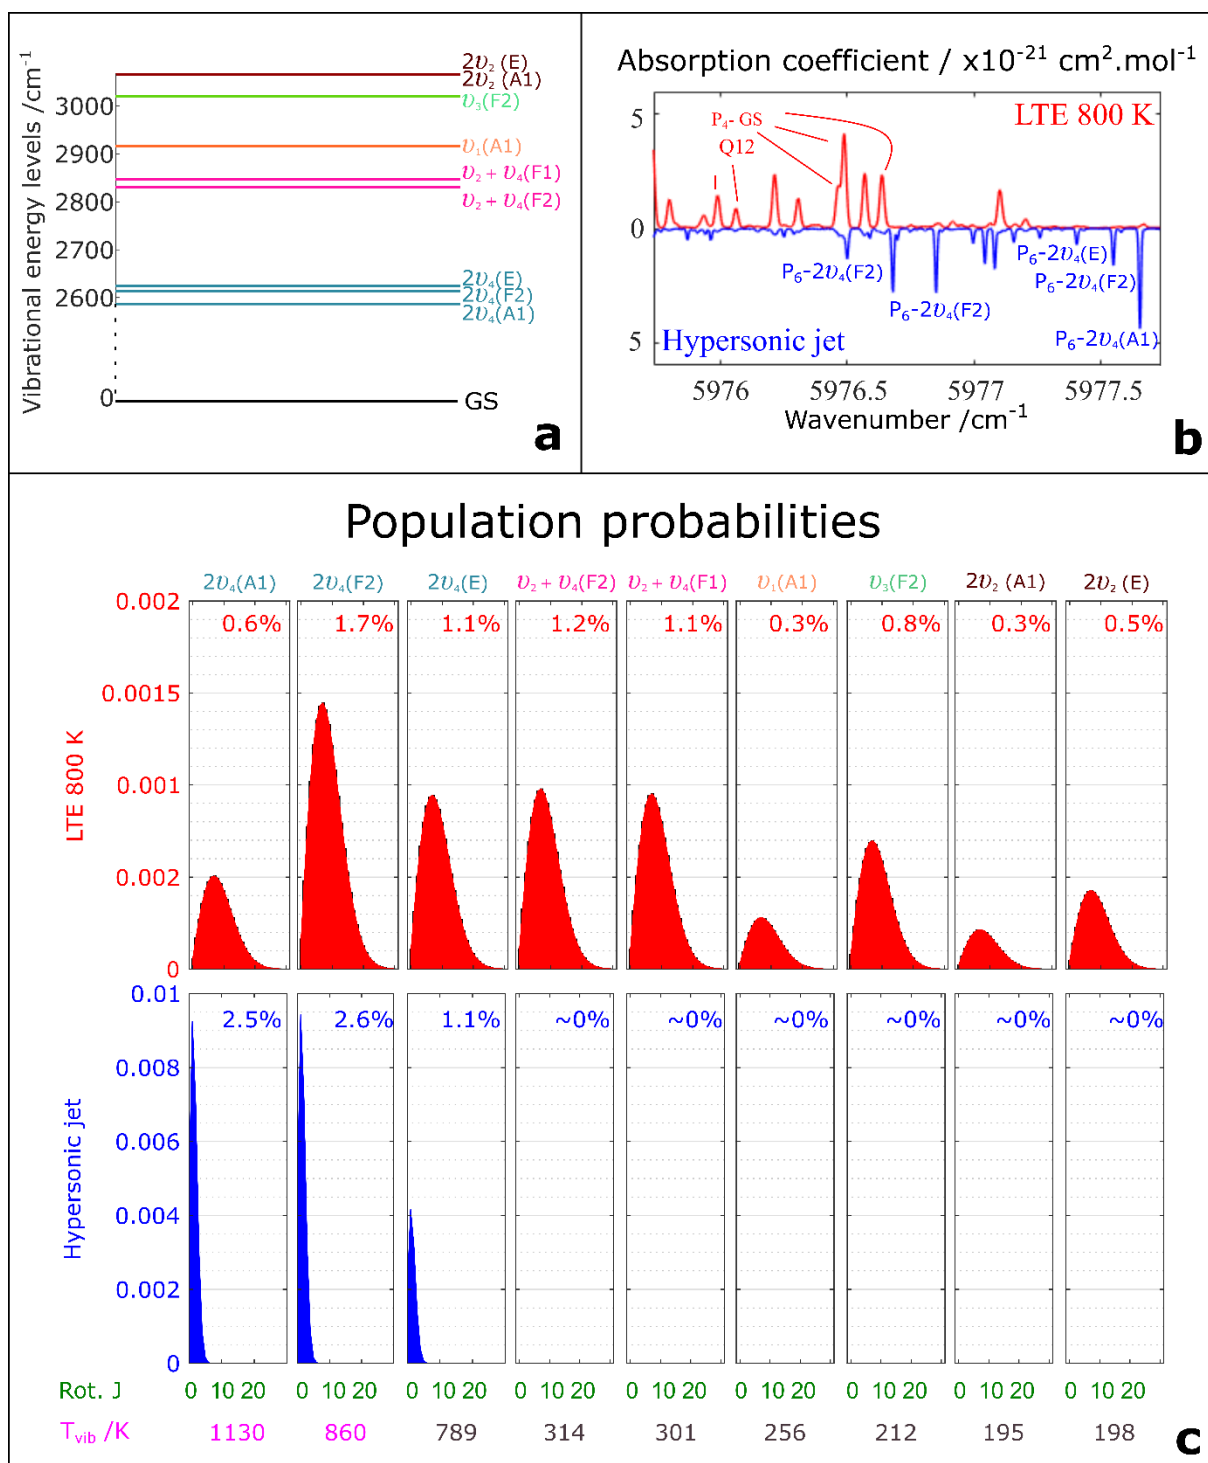 Vibrational energy levels /cm⁻¹
3000
2900
2800
2700
2600
0
2υ₂ (E)
2υ₂ (A1)
υ₃(F2)
υ₁(A1)
υ₂ + υ₄(F1)
υ₂ + υ₄(F2)
2υ₄(E)
2υ₄(F2)
2υ₄(A1)
GS
a
Absorption coefficient / x10⁻²¹ cm².mol⁻¹
5
0
5
LTE 800 K
P₄- GS
Q12
P₆-2υ₄(F2)
P₆-2υ₄(F2)
P₆-2υ₄(E)
P₆-2υ₄(F2)
P₆-2υ₄(A1)
Hypersonic jet
5976 5976.5 5977 5977.5
Wavenumber /cm⁻¹
b
Population probabilities
2υ₄(A1) 2υ₄(F2) 2υ₄(E) υ₂ + υ₄(F2) υ₂ + υ₄(F1) υ₁(A1) υ₃(F2) 2υ₂ (A1) 2υ₂ (E)
LTE 800 K
0.002
0.0015
0.001
0.002
0
0.6% 1.7% 1.1% 1.2% 1.1% 0.3% 0.8% 0.3% 0.5%
Hypersonic jet
0.01
0.008
0.006
0.004
0.002
0
2.5% 2.6% 1.1% ~0% ~0% ~0% ~0% ~0% ~0%
Rot. J 0 10 20 0 10 20 0 10 20 0 10 20 0 10 20 0 10 20 0 10 20 0 10 20 0 10 20
T_vib /K 1130 860 789 314 301 256 212 195 198
c